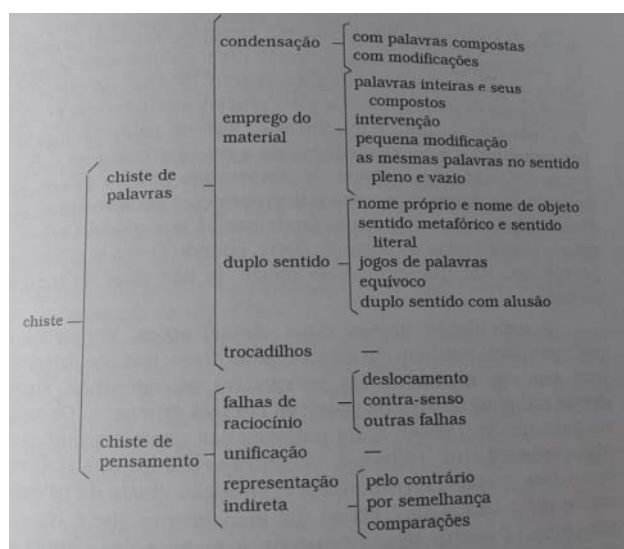 condensação —
com palavras compostas
com modificações
emprego do
material —
palavras inteiras e seus
compostos
intervenção
pequena modificação
as mesmas palavras no sentido
pleno e vazio
chiste de
palavras —
duplo sentido —
nome próprio e nome de objeto
sentido metafórico e sentido
literal
jogos de palavras
equívoco
duplo sentido com alusão
chiste —
trocadilhos —
chiste de
pensamento —
falhas de
raciocínio —
deslocamento
contra-senso
outras falhas
unificação —
representação
indireta —
pelo contrário
por semelhança
comparações